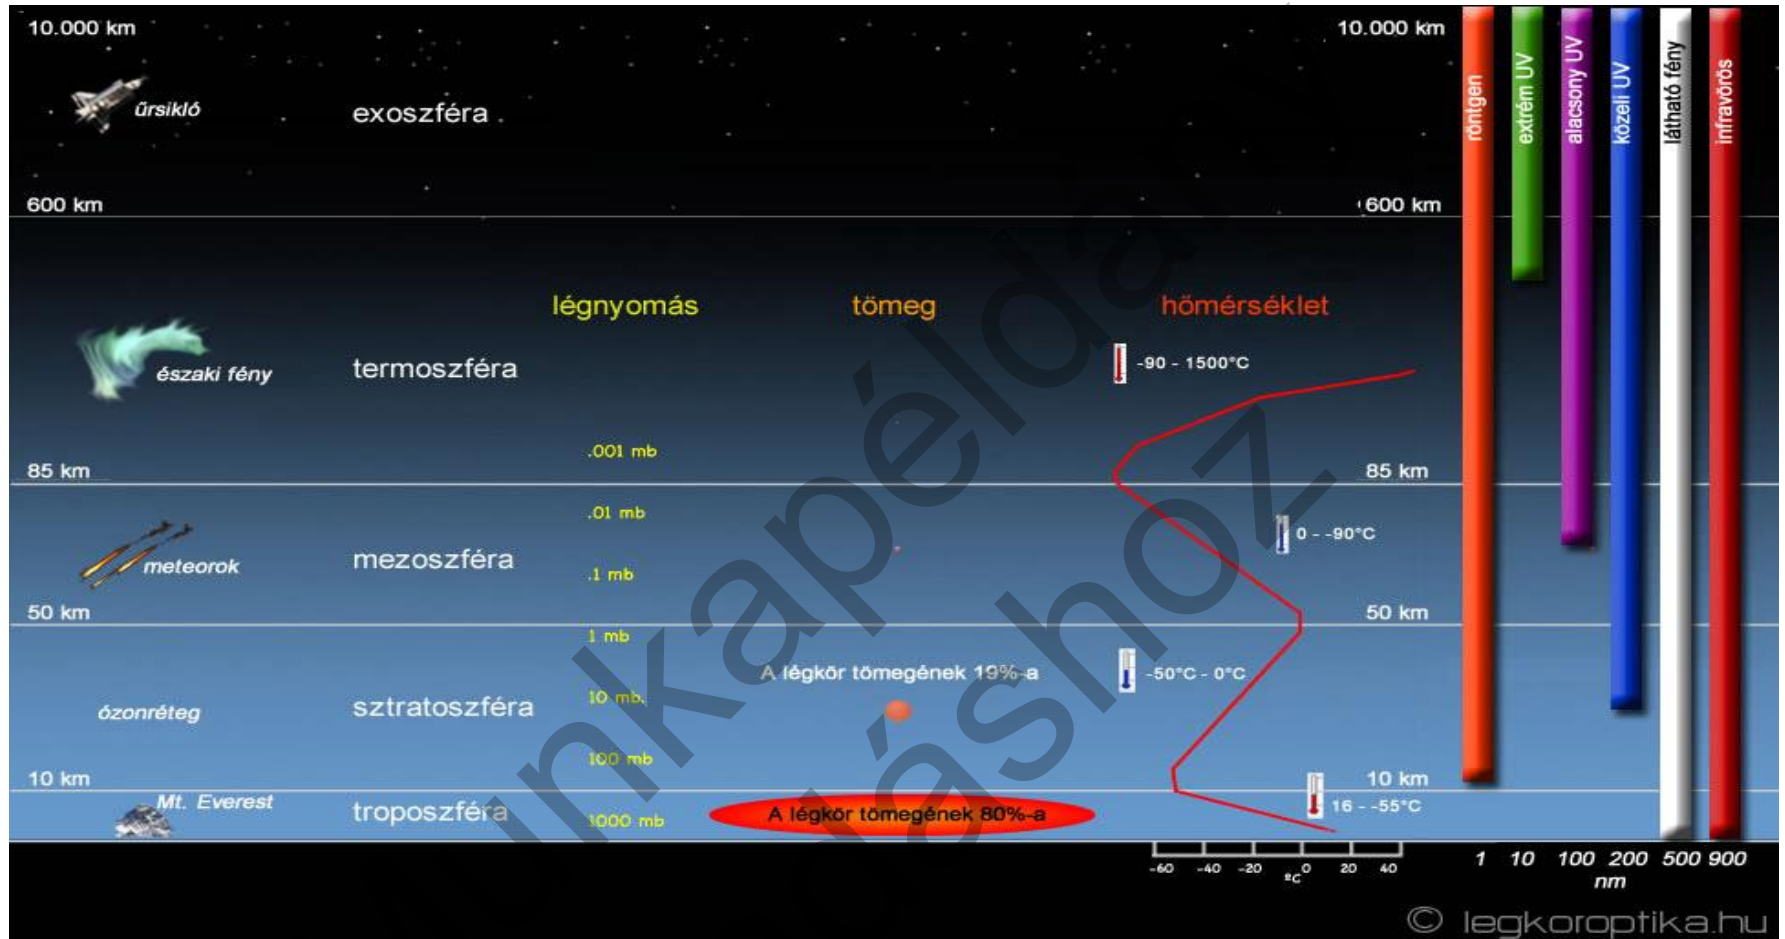 10.000 km
10.000 km
űrsikló
exoszféra
röntgen
extrém UV
alacsony UV
közeli UV
látható fény
infravörös
600 km
600 km
légnyomás
tömeg
hőmérséklet
északi fény
termoszféra
-90 - 1500°C
.001 mb
85 km
85 km
.01 mb
0 - -90°C
meteorok
mezoszféra
.1 mb
50 km
50 km
1 mb
A légkör tömegének 19%-a
-50°C - 0°C
10 mb.
ózonréteg
sztratoszféra
100 mb
10 km
10 km
Mt. Everest
troposzféra
1000 mb
A légkör tömegének 80%-a
16 - -55°C
-60 -40 -20 0 20 40
ºC
1 10 100 200 500 900
nm
© legkoroptika.hu
Munkapéldány
adáshoz